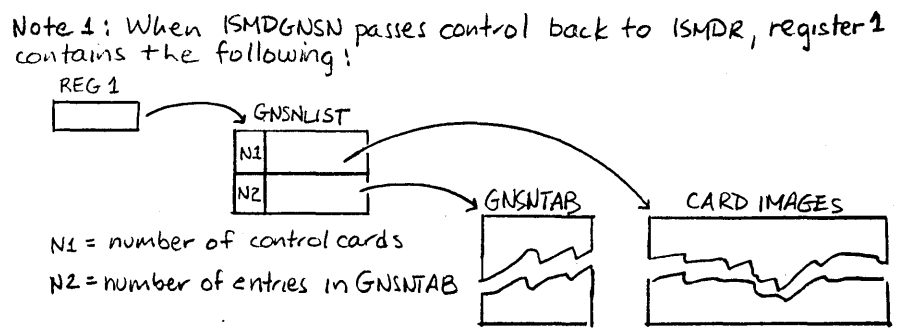 Note 1: When ISMDGNSN passes control back to ISMDR, register 1
contains the following:
REG 1
GNSNLIST
N1
N2
GNSNTAB
CARD IMAGES
N1 = number of control cards
N2 = number of entries in GNSNTAB